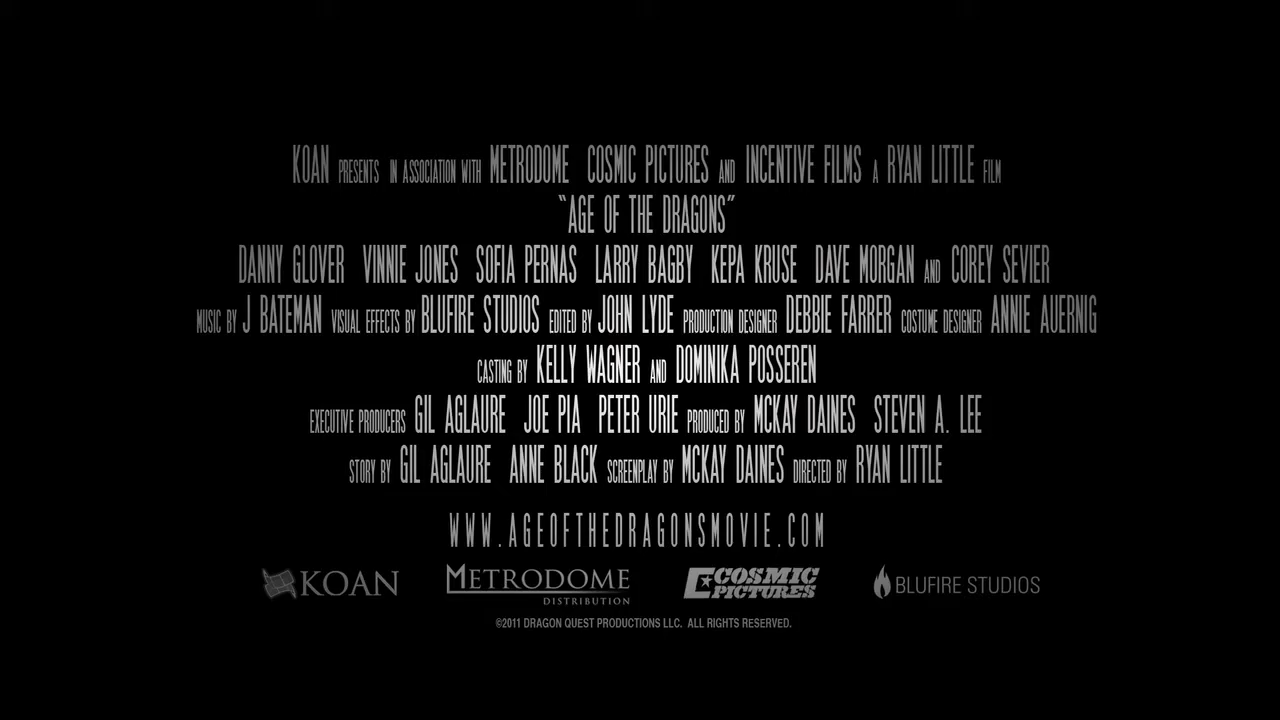 KOAN PRESENTS IN ASSOCIATION WITH METRODOME COSMIC PICTURES AND INCENTIVE FILMS A RYAN LITTLE FILM
"AGE OF THE DRAGONS"
DANNY GLOVER VINNIE JONES SOFIA PERNAS LARRY BAGBY KEPA KRUSE DAVE MORGAN AND COREY SEVIER
MUSIC BY J BATEMAN VISUAL EFFECTS BY BLUFIRE STUDIOS EDITED BY JOHN LYDE PRODUCTION DESIGNER DEBBIE FARRER COSTUME DESIGNER ANNIE AUERNIG
CASTING BY KELLY WAGNER AND DOMINIKA POSSEREN
EXECUTIVE PRODUCERS GIL AGLAURE JOE PIA PETER URIE PRODUCED BY MCKAY DAINES STEVEN A. LEE
STORY BY GIL AGLAURE ANNE BLACK SCREENPLAY BY MCKAY DAINES DIRECTED BY RYAN LITTLE
WWW.AGEOFTHEDRAGONSMOVIE.COM
KOAN METRODOME DISTRIBUTION COSMIC PICTURES BLUFIRE STUDIOS
©2011 DRAGON QUEST PRODUCTIONS LLC. ALL RIGHTS RESERVED.